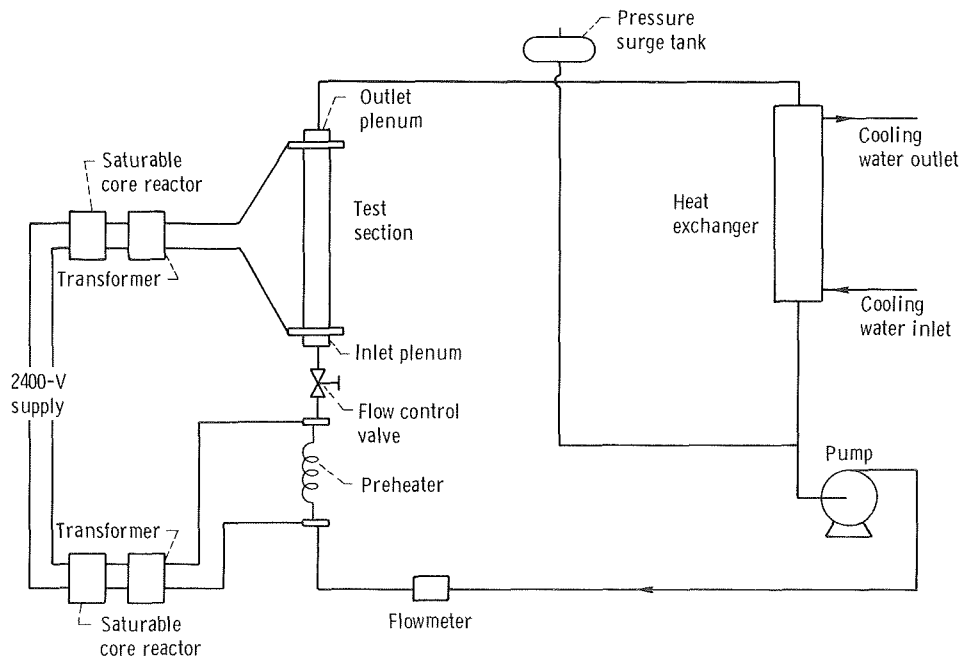 Pressure
surge tank
Outlet
plenum
Cooling
water outlet
Saturable
core reactor
Test
section
Heat
exchanger
Transformer
Cooling
water inlet
Inlet plenum
2400-V
supply
Flow control
valve
Pump
Preheater
Transformer
Flowmeter
Saturable
core reactor